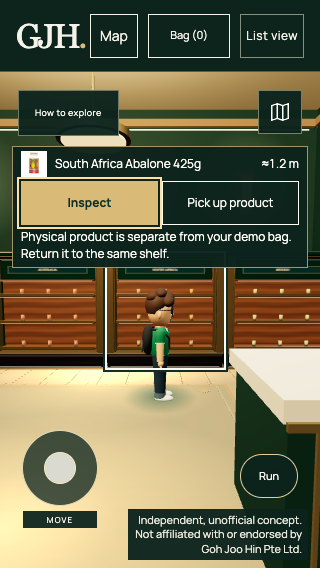 GJH.
Map
Bag (0)
List view
How to explore
South Africa Abalone 425g
≈1.2 m
Inspect
Pick up product
Physical product is separate from your demo bag.
Return it to the same shelf.
Run
MOVE
Independent, unofficial concept.
Not affiliated with or endorsed by
Goh Joo Hin Pte Ltd.